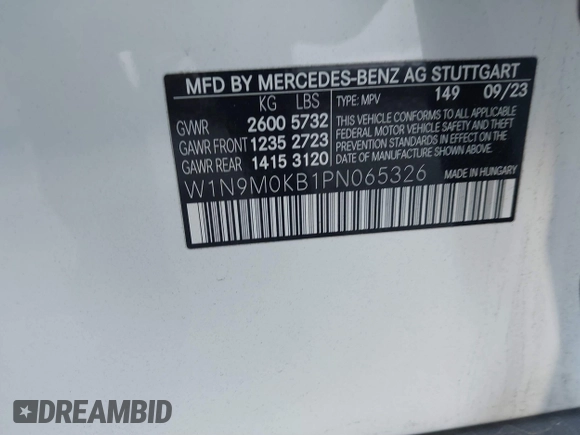 MFD BY MERCEDES-BENZ AG STUTTGART
KG LBS
TYPE: MPV 149 09/23
GVWR 2600 5732
GAWR FRONT 1235 2723
GAWR REAR 1415 3120
THIS VEHICLE CONFORMS TO ALL APPLICABLE
FEDERAL MOTOR VEHICLE SAFETY AND THEFT
PREVENTION STANDARDS IN EFFECT ON THE
DATE OF MANUFACTURE SHOWN ABOVE.
W1N9M0KB1PN065326 MADE IN HUNGARY
DREAMBID